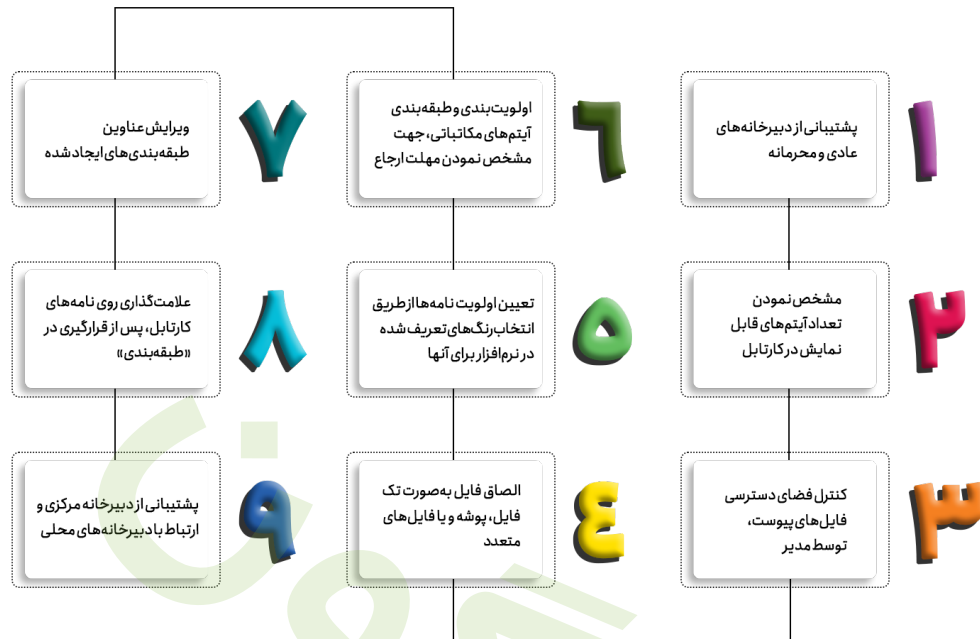 ۱
پشتیبانی از دبیرخانه‌های
عادی و محرمانه
۲
مشخص نمودن
تعداد آیتم‌های قابل
نمایش در کارتابل
۳
کنترل فضای دسترسی
فایل‌های پیوست،
توسط مدیر
٤
الصاق فایل به‌صورت تک
فایل، پوشه و یا فایل‌های
متعدد
۵
تعیین اولویت نامه‌ها از طریق
انتخاب رنگ‌های تعریف شده
در نرم‌افزار برای آنها
٦
اولویت‌بندی و طبقه‌بندی
آیتم‌های مکاتباتی، جهت
مشخص نمودن مهلت ارجاع
۷
ویرایش عناوین
طبقه‌بندی‌های ایجاد شده
۸
علامت‌گذاری روی نامه‌های
کارتابل، پس از قرارگیری در
«طبقه‌بندی»
۹
پشتیبانی از دبیرخانه مرکزی و
ارتباط با دبیرخانه‌های محلی